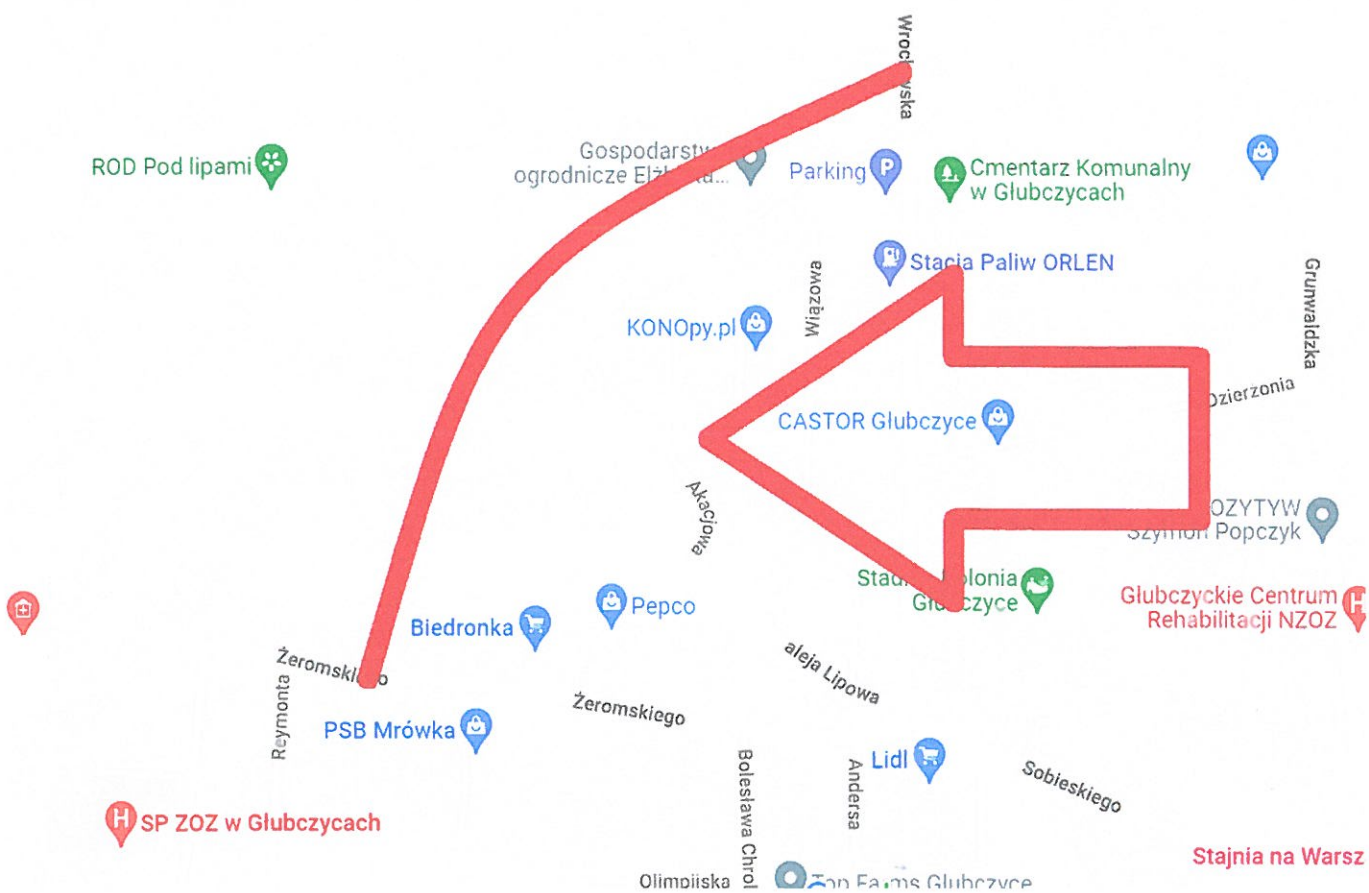 Wrocławska
ROD Pod lipami
Gospodarstwo
ogrodnicze Elżbieta...
Parking
P
Cmentarz Komunalny
w Głubczycach
Stacja Paliw ORLEN
Wiązowa
Grunwaldzka
KONOpy.pl
Dzierzonia
CASTOR Głubczyce
Akacjowa
OZYTYW
Szymon Popczyk
Stadion Polonia
Głubczyce
Głubczyckie Centrum
Rehabilitacji NZOZ
H
Pepco
Biedronka
Żeromskiego
Reymonta
aleja Lipowa
Żeromskiego
PSB Mrówka
Lidl
Bolesława Chrob
Andersa
Sobieskiego
H
SP ZOZ w Głubczycach
Stajnia na Warsz
Olimpijska
Top Farms Głubczyce